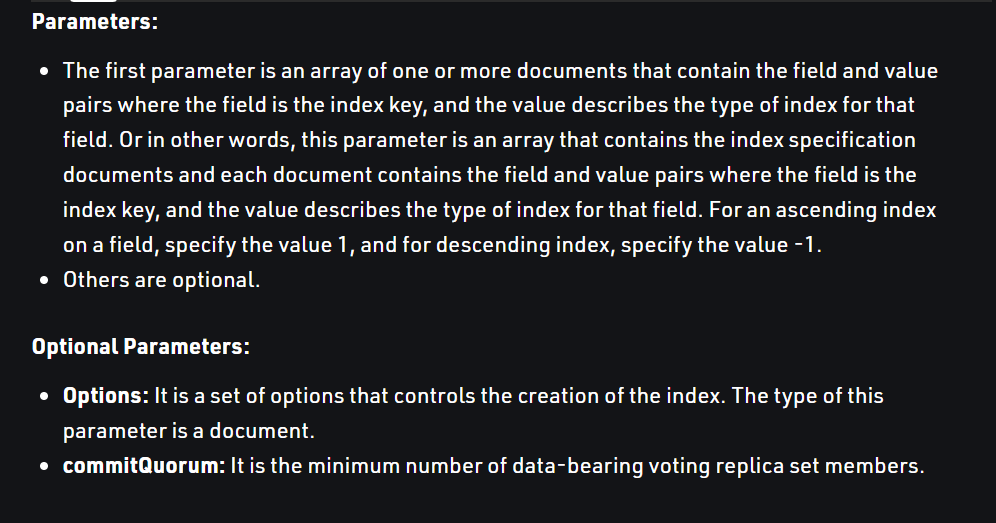 Parameters:
• The first parameter is an array of one or more documents that contain the field and value
pairs where the field is the index key, and the value describes the type of index for that
field. Or in other words, this parameter is an array that contains the index specification
documents and each document contains the field and value pairs where the field is the
index key, and the value describes the type of index for that field. For an ascending index
on a field, specify the value 1, and for descending index, specify the value -1.
• Others are optional.
Optional Parameters:
• Options: It is a set of options that controls the creation of the index. The type of this
parameter is a document.
• commitQuorum: It is the minimum number of data-bearing voting replica set members.